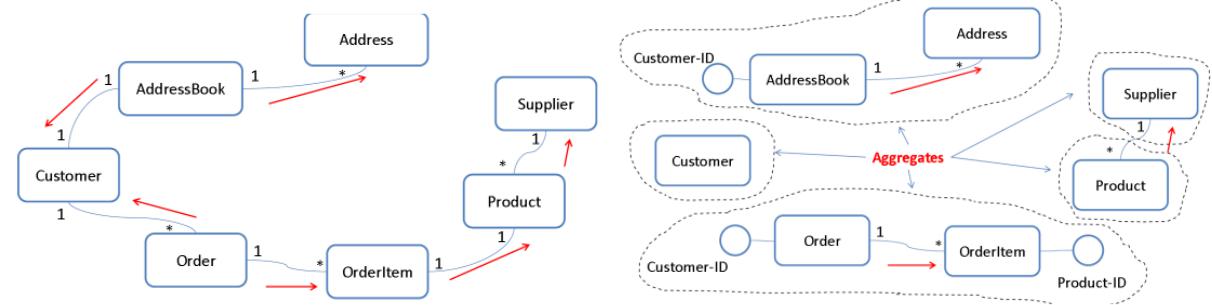 Address
1
AddressBook
1
*
1
Customer
1
*
Order
1
*
OrderItem
1
1
Product
*
1
Supplier
Customer-ID
AddressBook
1
*
Address
Customer
Aggregates
Supplier
1
*
Product
Customer-ID
Order
1
*
OrderItem
Product-ID